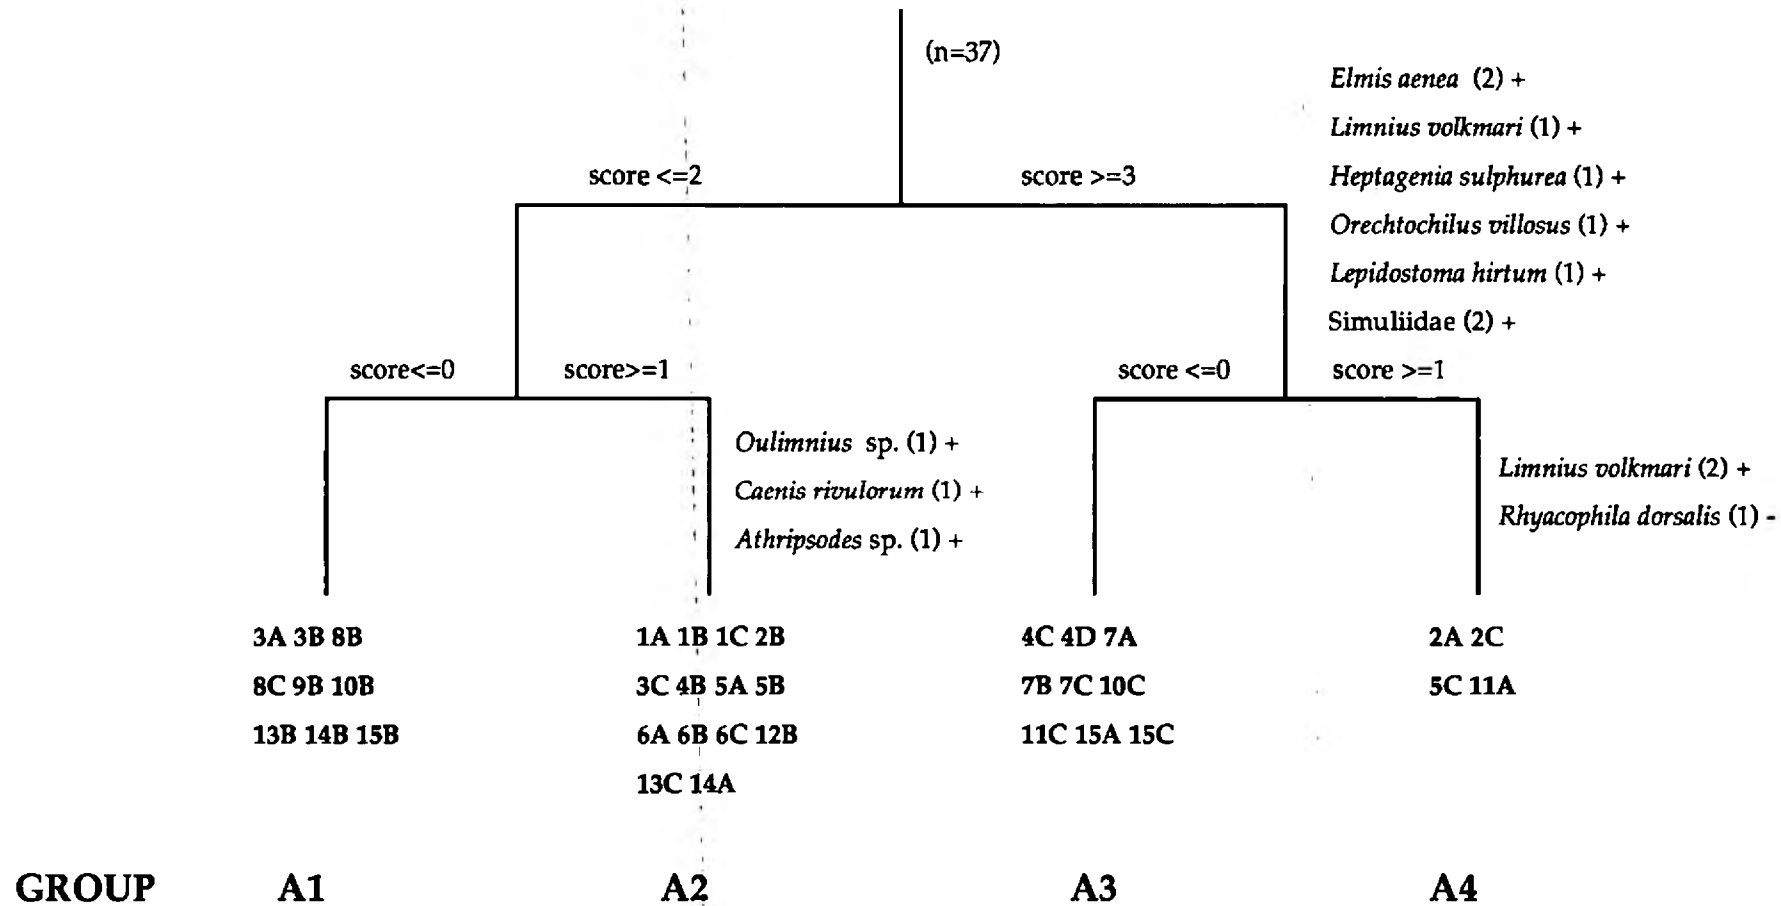 (n=37)
Elmis aenea (2) +
Limnius volkmari (1) +
score <=2
score >=3
Heptagenia sulphurea (1) +
Orechtochilus villosus (1) +
Lepidostoma hirtum (1) +
Simuliidae (2) +
score<=0
score>=1
score <=0
score >=1
Oulimnius sp. (1) +
Caenis rivulorum (1) +
Athripsodes sp. (1) +
Limnius volkmari (2) +
Rhyacophila dorsalis (1) -
3A 3B 8B
8C 9B 10B
13B 14B 15B
1A 1B 1C 2B
3C 4B 5A 5B
6A 6B 6C 12B
13C 14A
4C 4D 7A
7B 7C 10C
11C 15A 15C
2A 2C
5C 11A
GROUP A1 A2 A3 A4